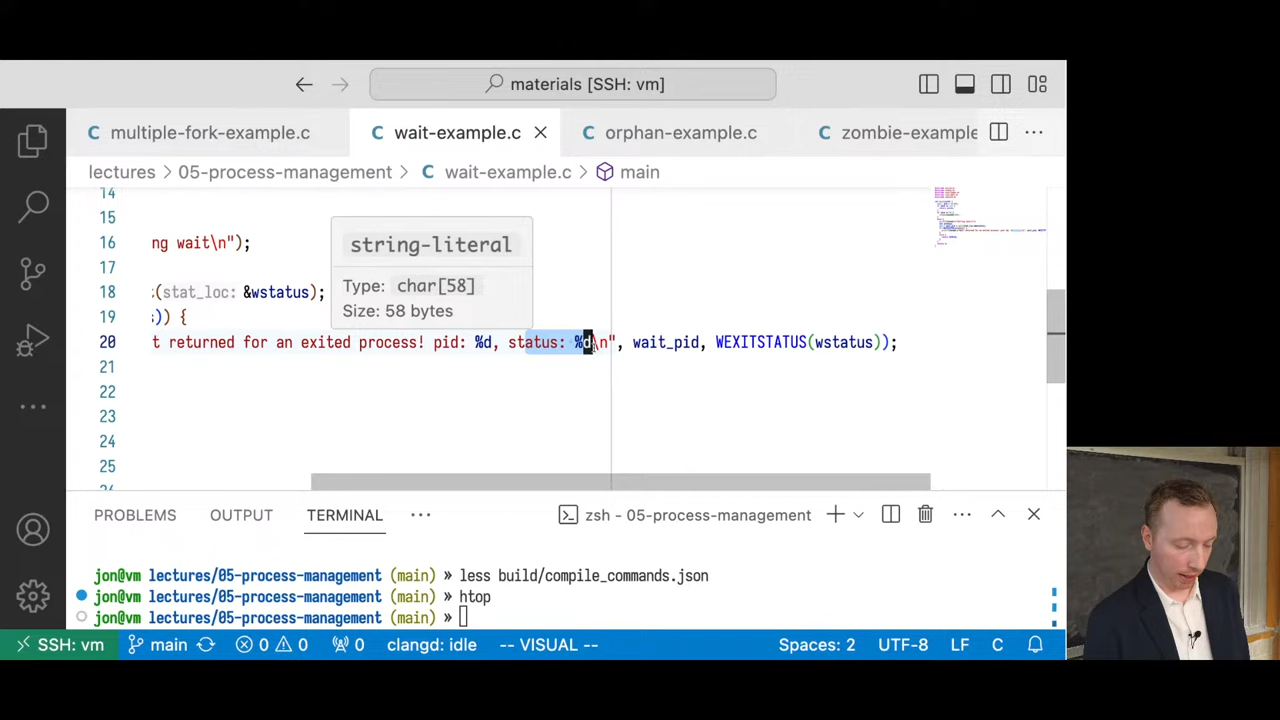 materials [SSH: vm]
multiple-fork-example.c
wait-example.c
orphan-example.c
zombie-example
lectures > 05-process-management > C wait-example.c > main
14
15
16 ng wait\n");
17
18 t(stat_loc: &wstatus);
19 s)) {
20 t returned for an exited process! pid: %d, status: %d\n", wait_pid, WEXITSTATUS(wstatus));
21
22
23
24
25
string-literal
Type: char[58]
Size: 58 bytes
PROBLEMS OUTPUT TERMINAL ··· zsh - 05-process-management
jon@vm lectures/05-process-management (main) » less build/compile_commands.json
jon@vm lectures/05-process-management (main) » htop
jon@vm lectures/05-process-management (main) »
SSH: vm main 0 0 0 clangd: idle -- VISUAL -- Spaces: 2 UTF-8 LF C